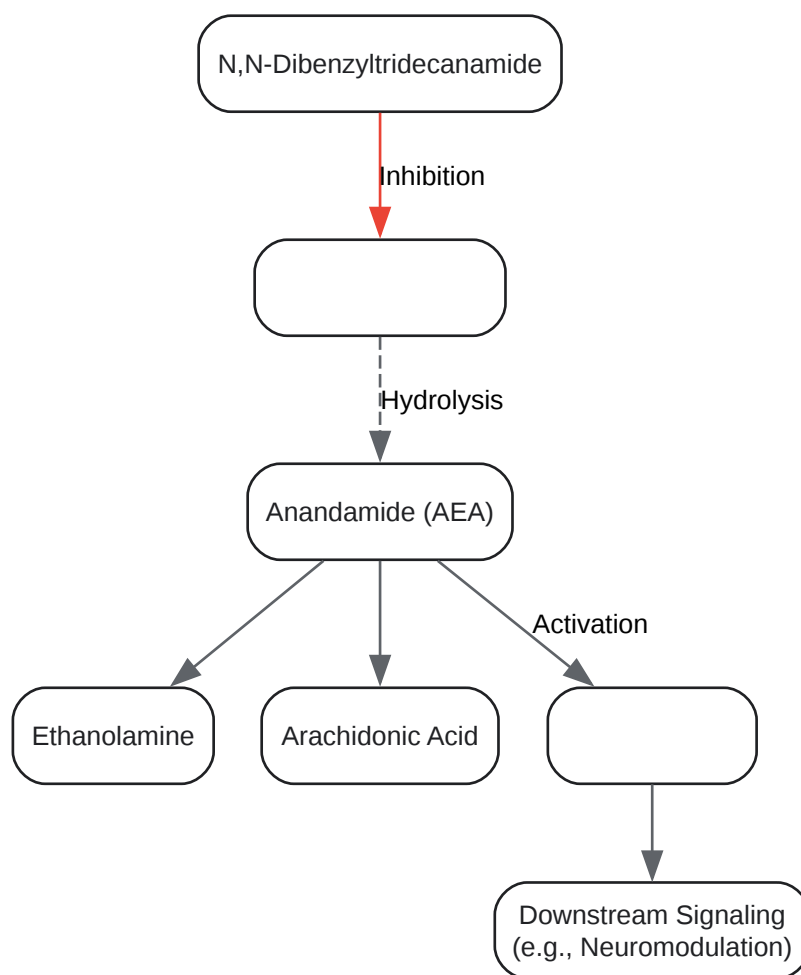 N,N-Dibenzyltridecanamide
Inhibition
Hydrolysis
Anandamide (AEA)
Activation
Ethanolamine
Arachidonic Acid
Downstream Signaling
(e.g., Neuromodulation)